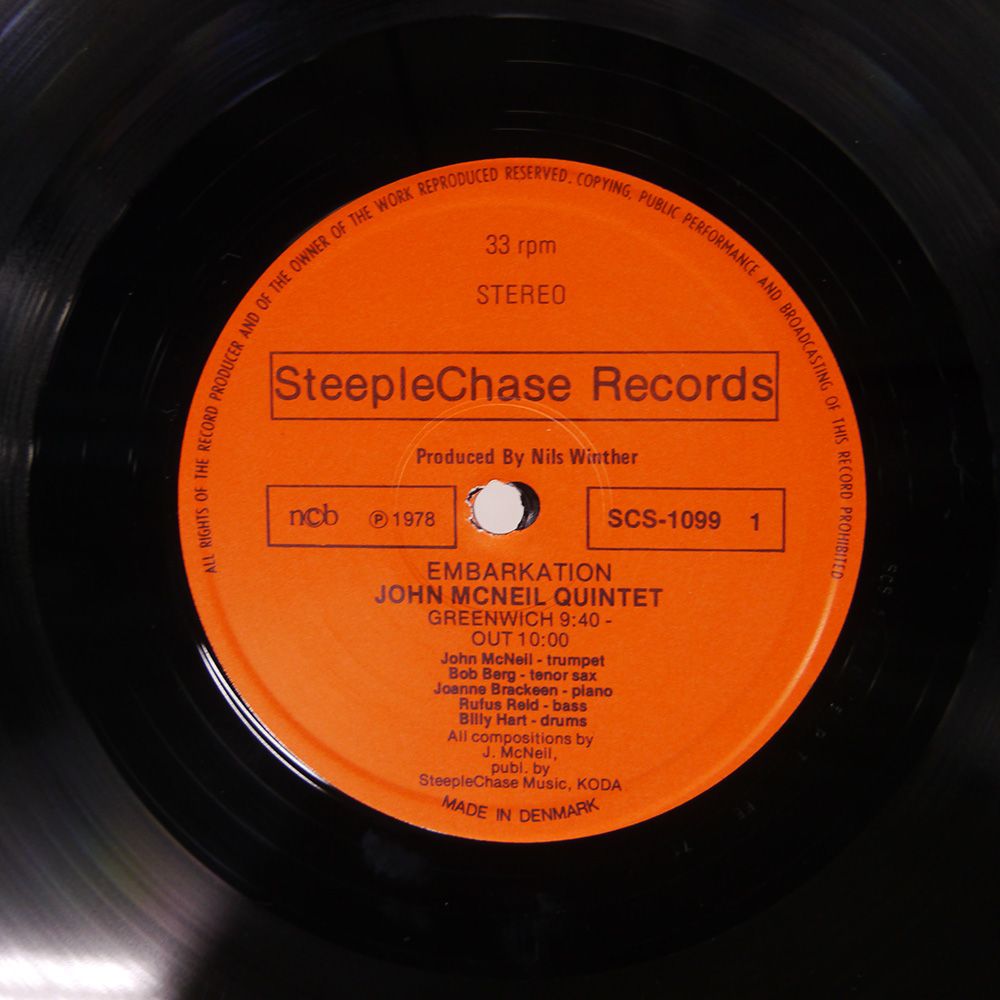 ALL RIGHTS OF THE RECORD PRODUCER AND OF THE OWNER OF THE WORK REPRODUCED RESERVED. COPYING, PUBLIC PERFORMANCE AND BROADCASTING OF THIS RECORD PROHIBITED
33 rpm
STEREO
SteepleChase Records
Produced By Nils Winther
ncb ℗ 1978
SCS-1099 1
EMBARKATION
JOHN MCNEIL QUINTET
GREENWICH 9:40 -
OUT 10:00
John McNeil - trumpet
Bob Berg - tenor sax
Joanne Brackeen - piano
Rufus Reid - bass
Billy Hart - drums
All compositions by
J. McNeil,
publ. by
SteepleChase Music, KODA
MADE IN DENMARK